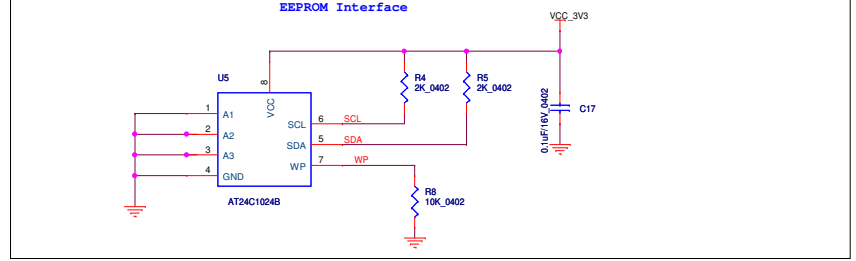 EEPROM Interface
VCC_3V3
U5
8
VCC
R4
2K_0402
R5
2K_0402
0.1uF/16V_0402
C17
1
A1
2
A2
3
A3
4
GND
SCL
6
SCL
SDA
5
SDA
WP
7
WP
AT24C1024B
R8
10K_0402